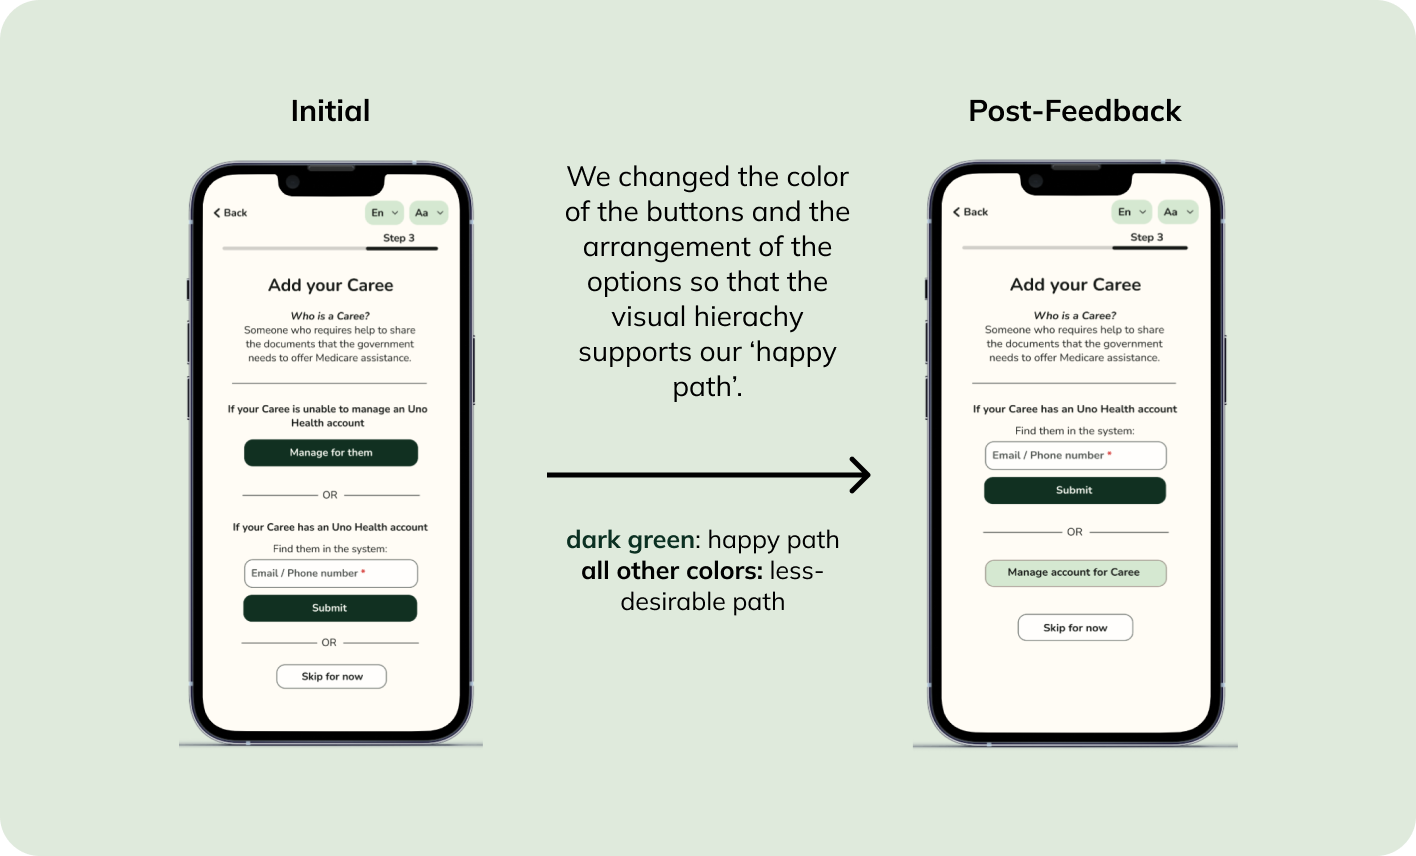 Initial
Back
En
Aa
Step 3
Add your Caree
Who is a Caree?
Someone who requires help to share
the documents that the government
needs to offer Medicare assistance.
If your Caree is unable to manage an Uno
Health account
Manage for them
OR
If your Caree has an Uno Health account
Find them in the system:
Email / Phone number *
Submit
OR
Skip for now
We changed the color
of the buttons and the
arrangement of the
options so that the
visual hierachy
supports our ‘happy
path’.
dark green: happy path
all other colors: less-
desirable path
Post-Feedback
Back
En
Aa
Step 3
Add your Caree
Who is a Caree?
Someone who requires help to share
the documents that the government
needs to offer Medicare assistance.
If your Caree has an Uno Health account
Find them in the system:
Email / Phone number *
Submit
OR
Manage account for Caree
Skip for now